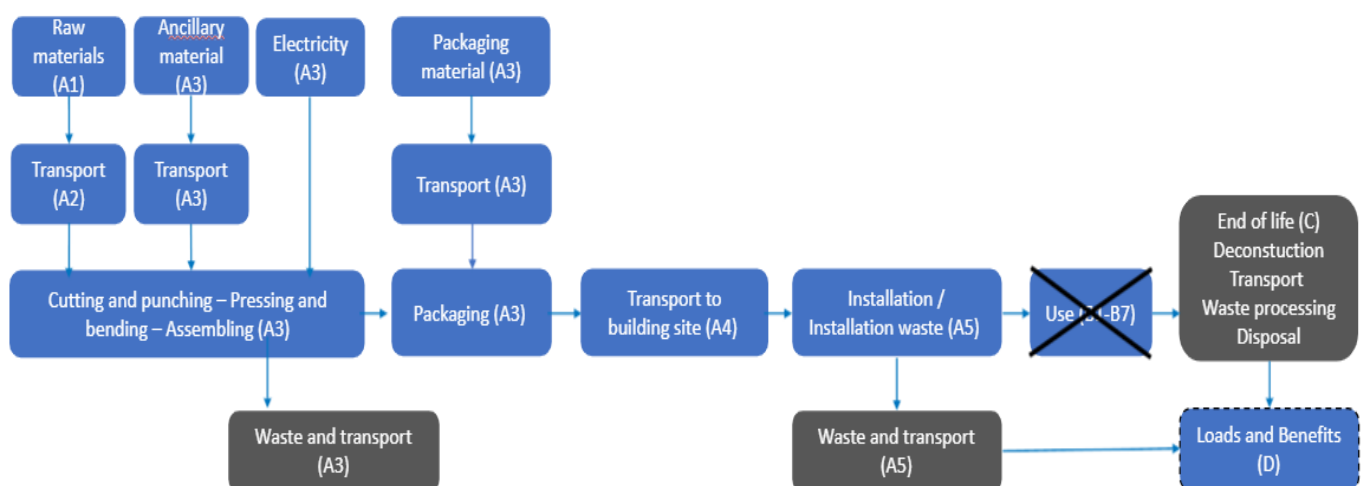 Raw
materials
(A1)
Ancillary
material
(A3)
Electricity
(A3)
Packaging
material (A3)
Transport
(A2)
Transport
(A3)
Transport (A3)
Cutting and punching – Pressing and
bending – Assembling (A3)
Packaging (A3)
Transport to
building site (A4)
Installation /
Installation waste (A5)
Use (B1-B7)
End of life (C)
Deconstuction
Transport
Waste processing
Disposal
Waste and transport
(A3)
Waste and transport
(A5)
Loads and Benefits
(D)